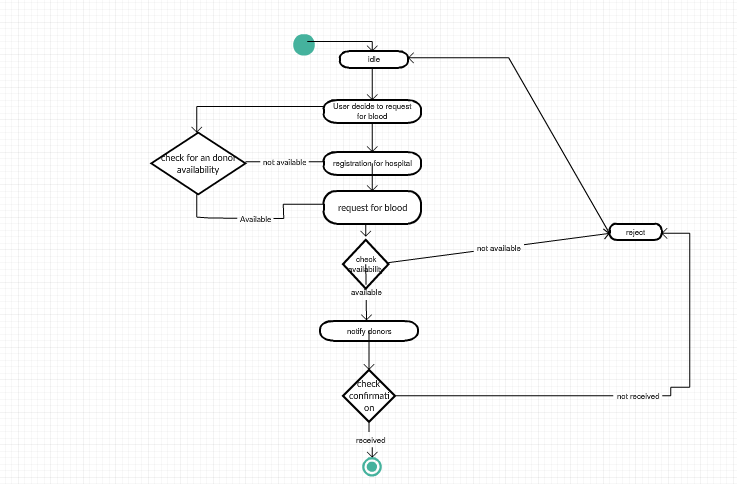 idle
User decide to request
for blood
check for an donor
availability
not available
registration for hospital
request for blood
Available
reject
not available
check
availability
available
notify donors
check
confirmati
on
not received
received